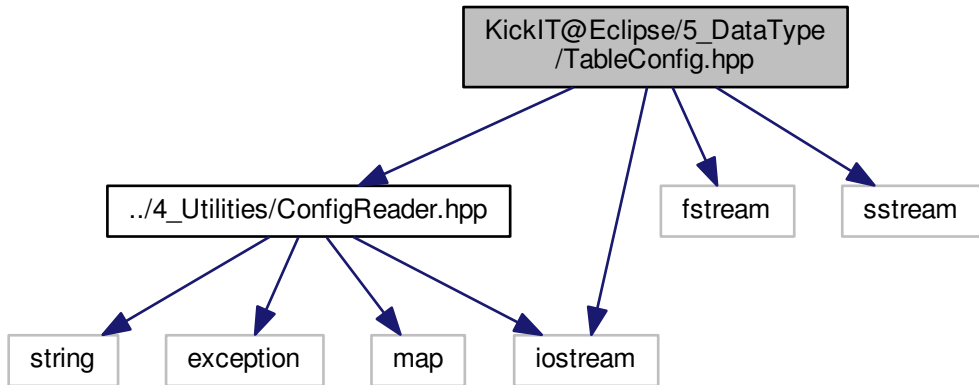 KickIT@Eclipse/5_DataType
/TableConfig.hpp
../4_Utilities/ConfigReader.hpp
fstream
sstream
string
exception
map
iostream